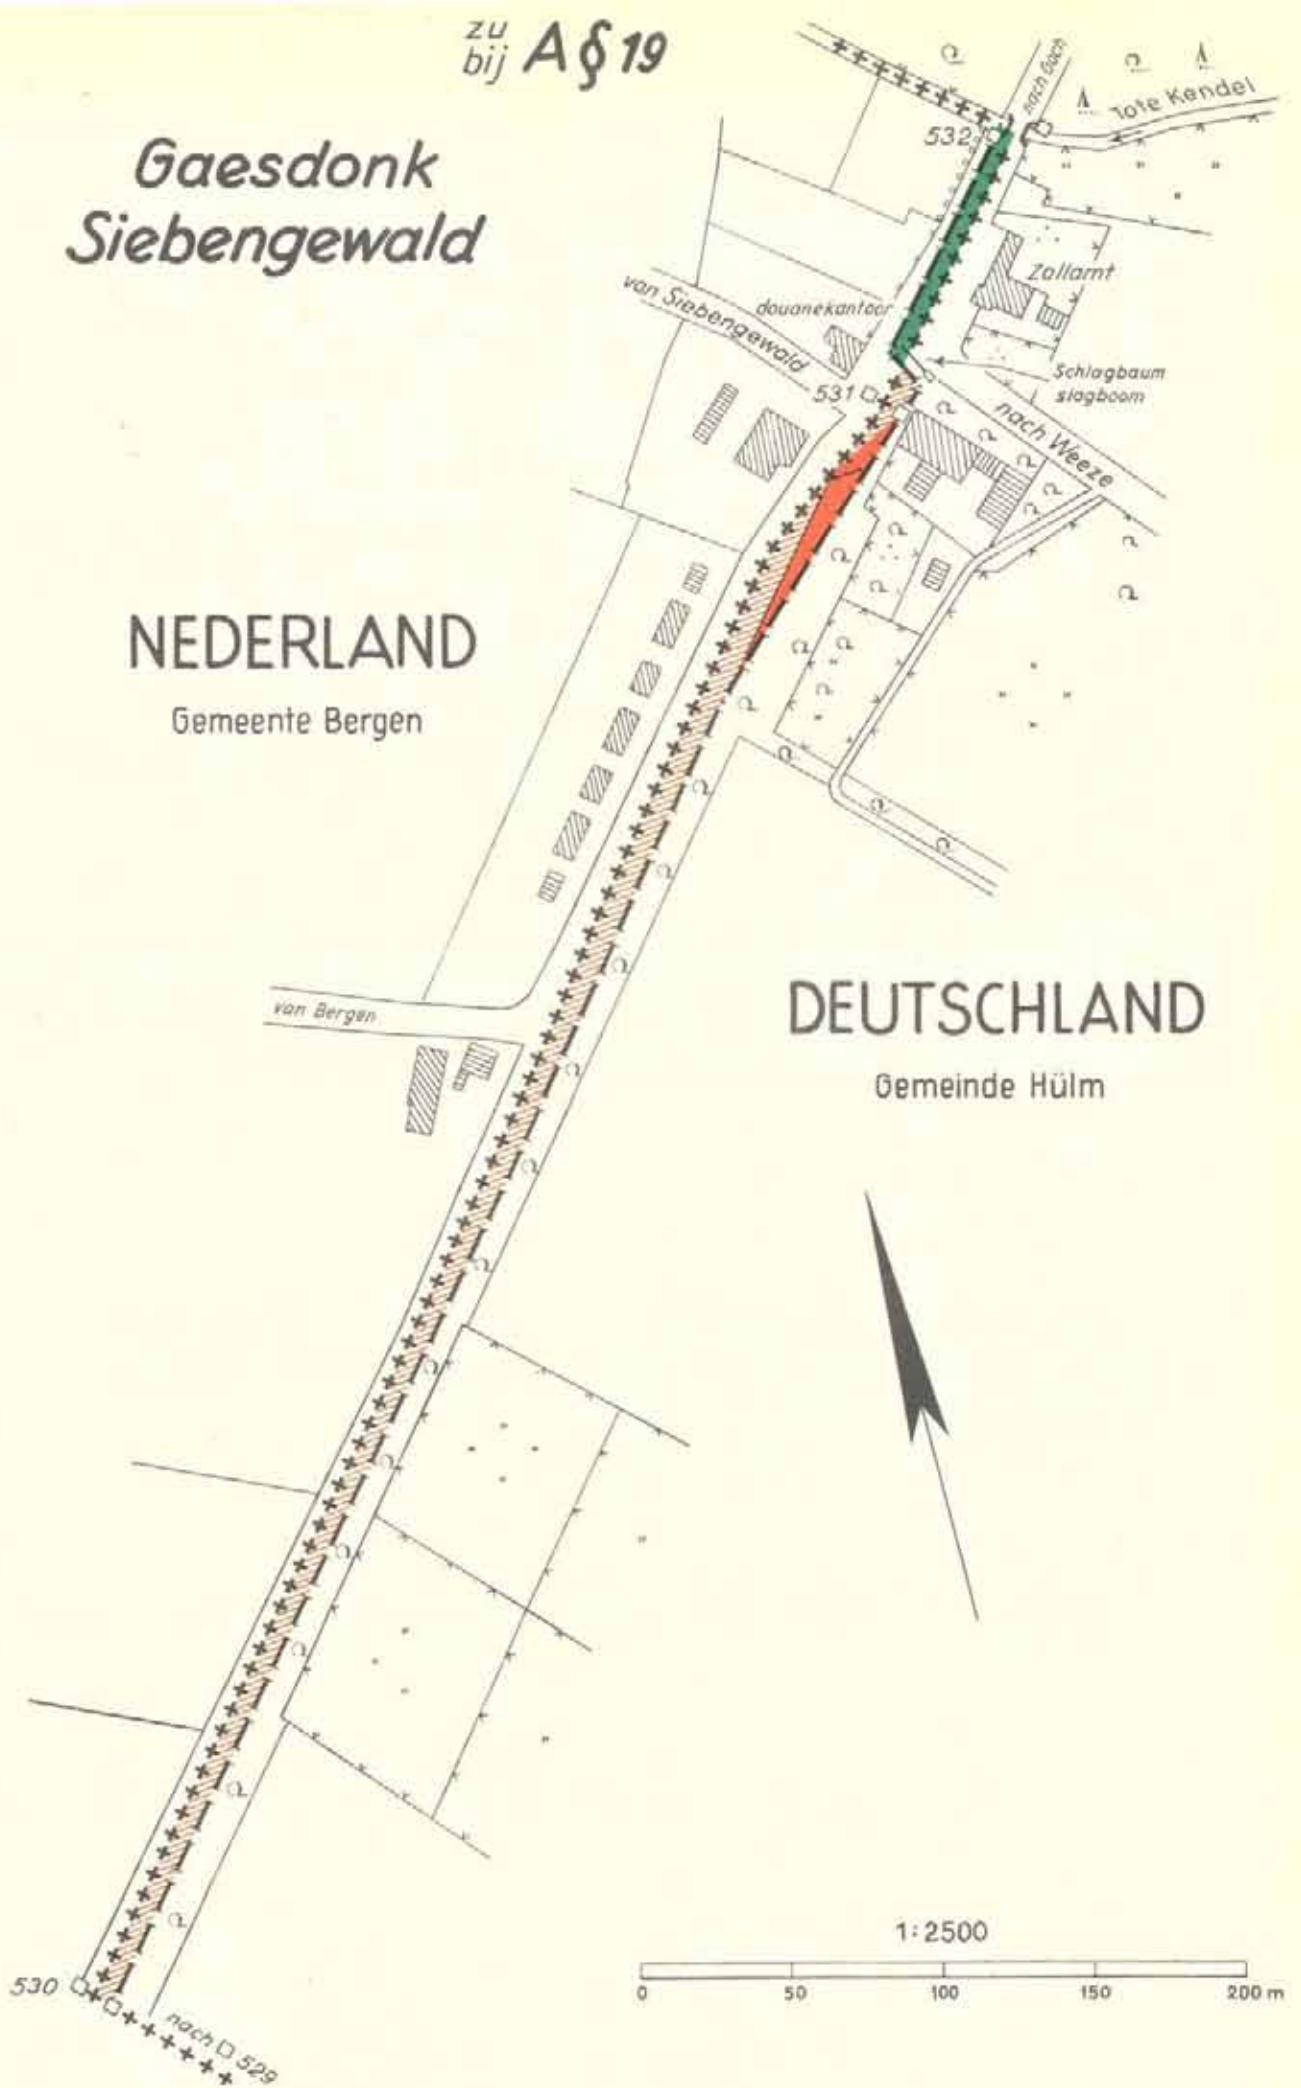 zu
bij A § 19
Gaesdonk
Siebengewald
nach Goch
Tote Kendel
532
Zollamt
van Siebengewald
douanekantoor
Schlagbaum
slagboom
531
nach Weeze
NEDERLAND
Gemeente Bergen
van Bergen
DEUTSCHLAND
Gemeinde Hülm
1:2500
0 50 100 150 200 m
530
nach 529